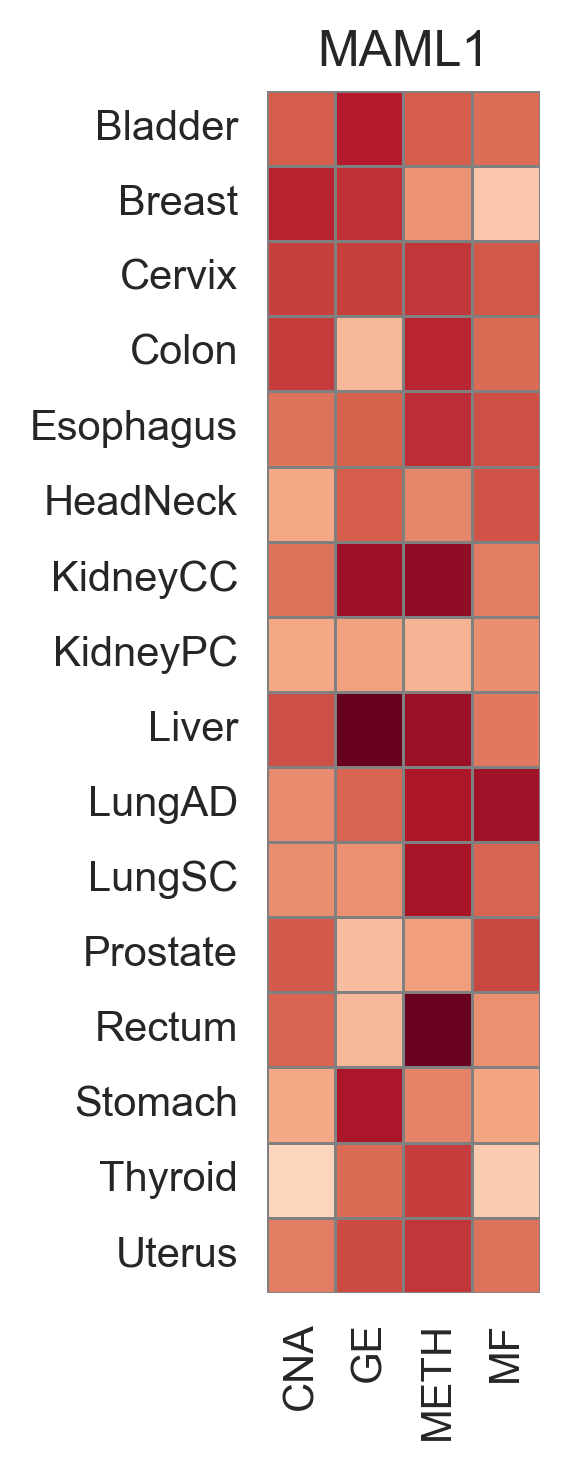 MAML1
Bladder
Breast
Cervix
Colon
Esophagus
HeadNeck
KidneyCC
KidneyPC
Liver
LungAD
LungSC
Prostate
Rectum
Stomach
Thyroid
Uterus
CNA
GE
METH
MF